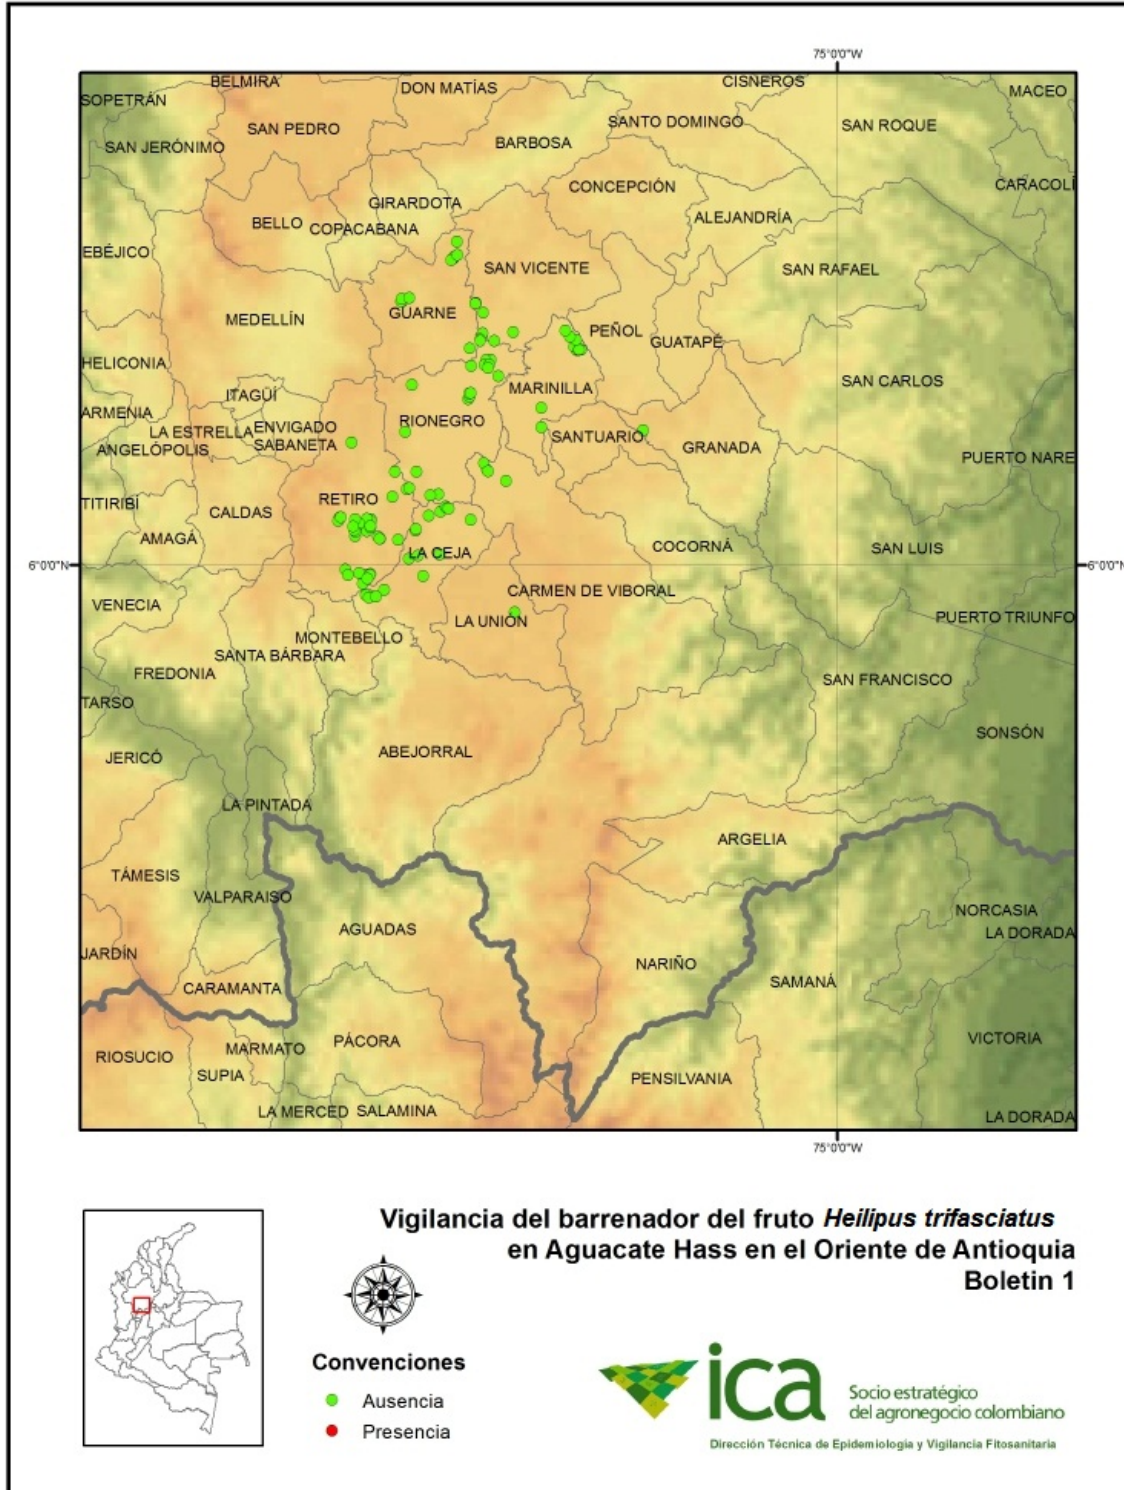 75°0'0"W
BELMIRA
DON MATÍAS
CISNEROS
MACEO
SOPETRÁN
SAN PEDRO
SANTO DOMINGO
SAN ROQUE
SAN JERÓNIMO
BARBOSA
CONCEPCIÓN
CARACOLÍ
GIRARDOTA
ALEJANDRÍA
BELLO
COPACABANA
EBÉJICO
SAN VICENTE
SAN RAFAEL
GUARNE
MEDELLÍN
PEÑOL
GUATAPÉ
HELICONIA
SAN CARLOS
ITAGÜÍ
MARINILLA
ARMENIA
RIONEGRO
LA ESTRELLA
ENVIGADO
SANTUARIO
ANGELÓPOLIS
SABANETA
GRANADA
PUERTO NARE
TITIRIBÍ
RETIRO
CALDAS
AMAGÁ
LA CEJA
COCORNÁ
SAN LUIS
6°0'0"N
6°0'0"N
VENECIA
CARMEN DE VIBORAL
LA UNIÓN
PUERTO TRIUNFO
MONTEBELLO
SANTA BÁRBARA
FREDONIA
SAN FRANCISCO
TARSO
SONSÓN
JERICÓ
ABEJORRAL
LA PINTADA
ARGELIA
TÁMESIS
VALPARAISO
NORCASIA
AGUADAS
LA DORADA
JARDÍN
NARIÑO
SAMANÁ
CARAMANTA
RIOSUCIO
MARMATO
PÁCORA
VICTORIA
SUPIA
PENSILVANIA
LA MERCED
SALAMINA
LA DORADA
75°0'0"W
Vigilancia del barrenador del fruto Heilipus trifasciatus
en Aguacate Hass en el Oriente de Antioquia
Boletin 1
Convenciones
Ausencia
Presencia
ica
Socio estratégico
del agronegocio colombiano
Dirección Técnica de Epidemiología y Vigilancia Fitosanitaria